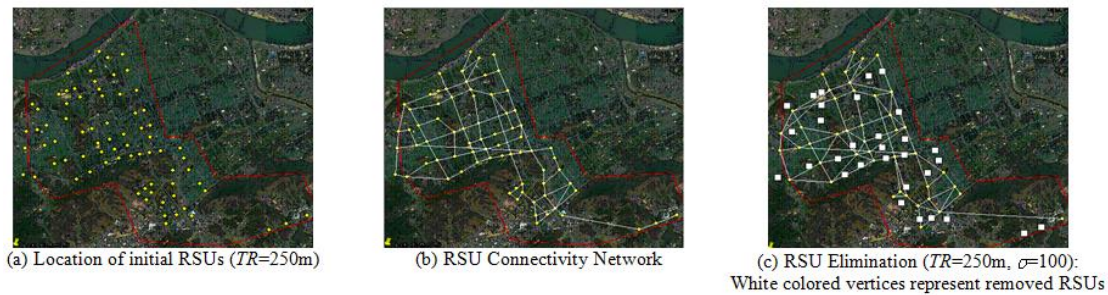 (a) Location of initial RSUs (TR=250m)
(b) RSU Connectivity Network
(c) RSU Elimination (TR=250m, σ=100):
White colored vertices represent removed RSUs